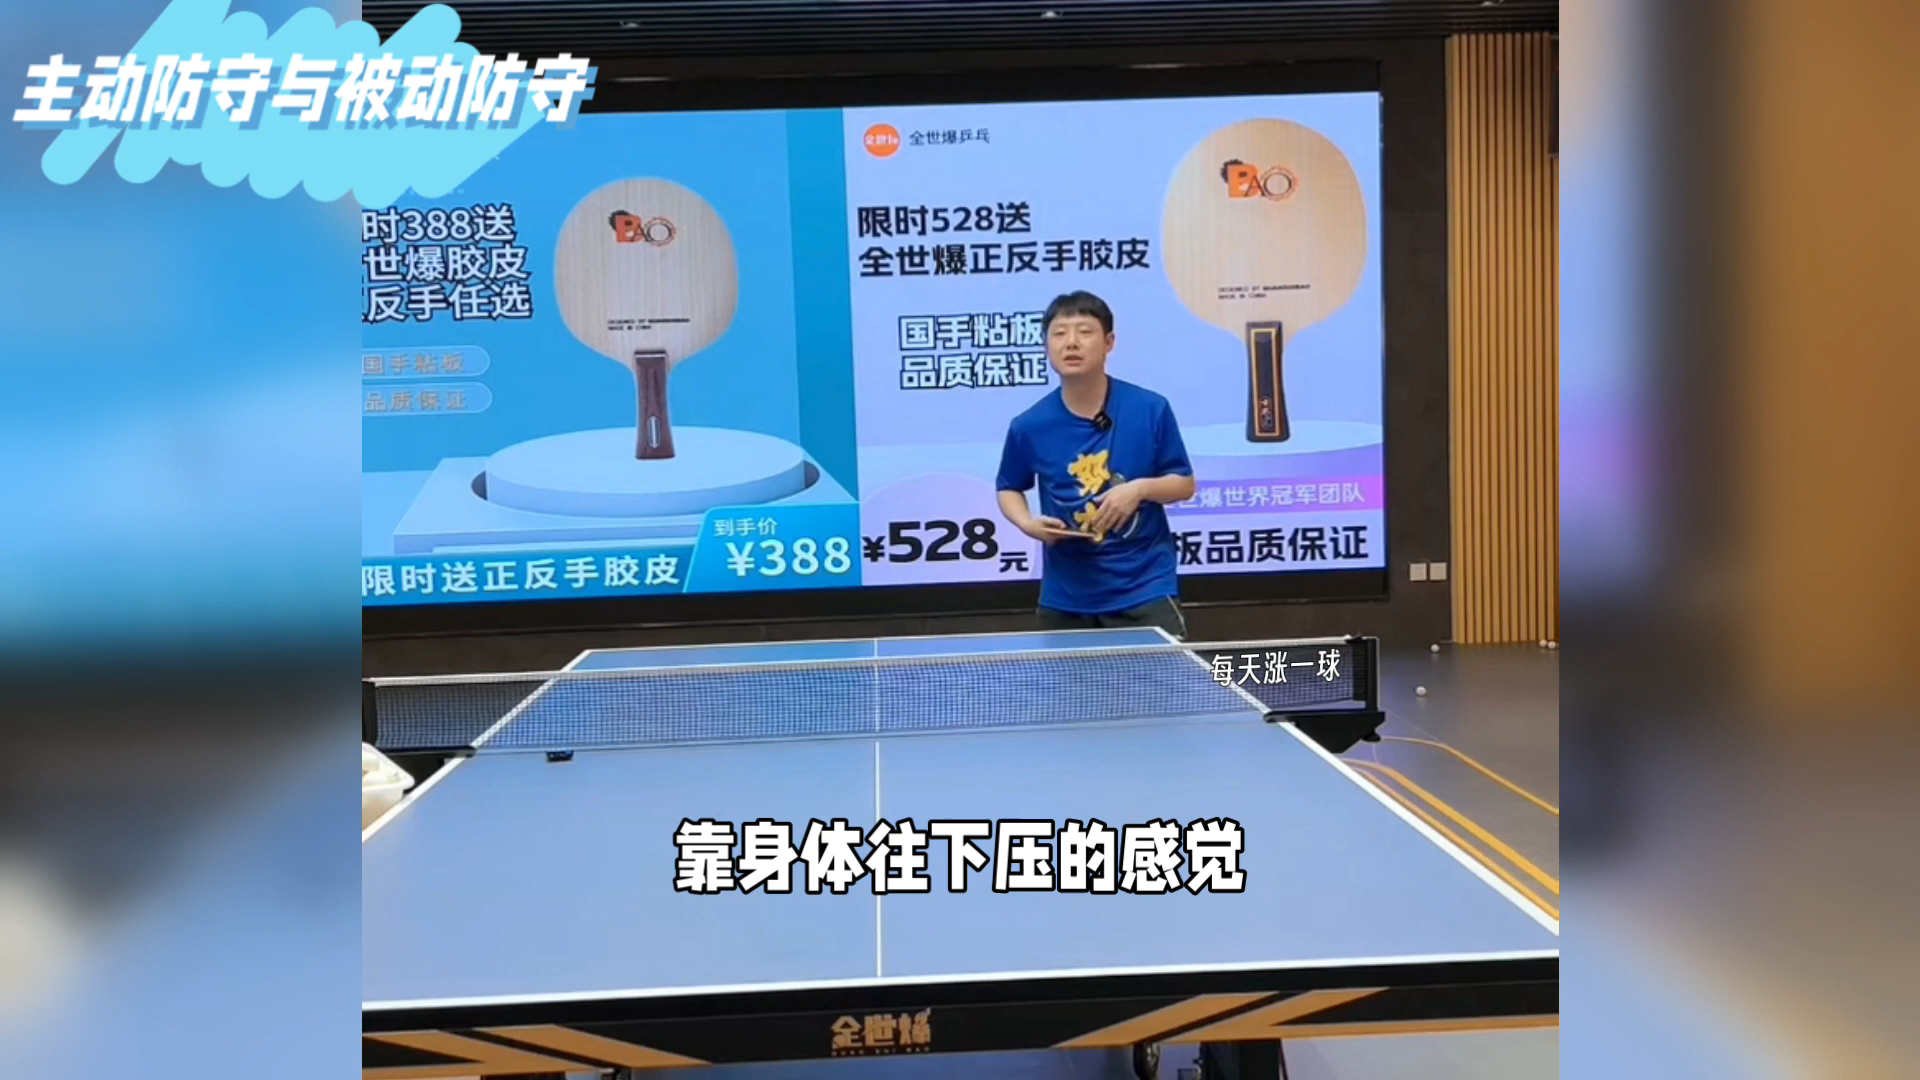 主动防守与被动防守
时388送
世爆胶皮
反手任选
国手粘板
品质保证
到手价
¥388
限时送正反手胶皮
全世爆乒乓
限时528送
全世爆正反手胶皮
国手粘板
品质保证
¥528元
世爆世界冠军团队
板品质保证
BAO
BAO
每天涨一球
靠身体往下压的感觉
全世爆